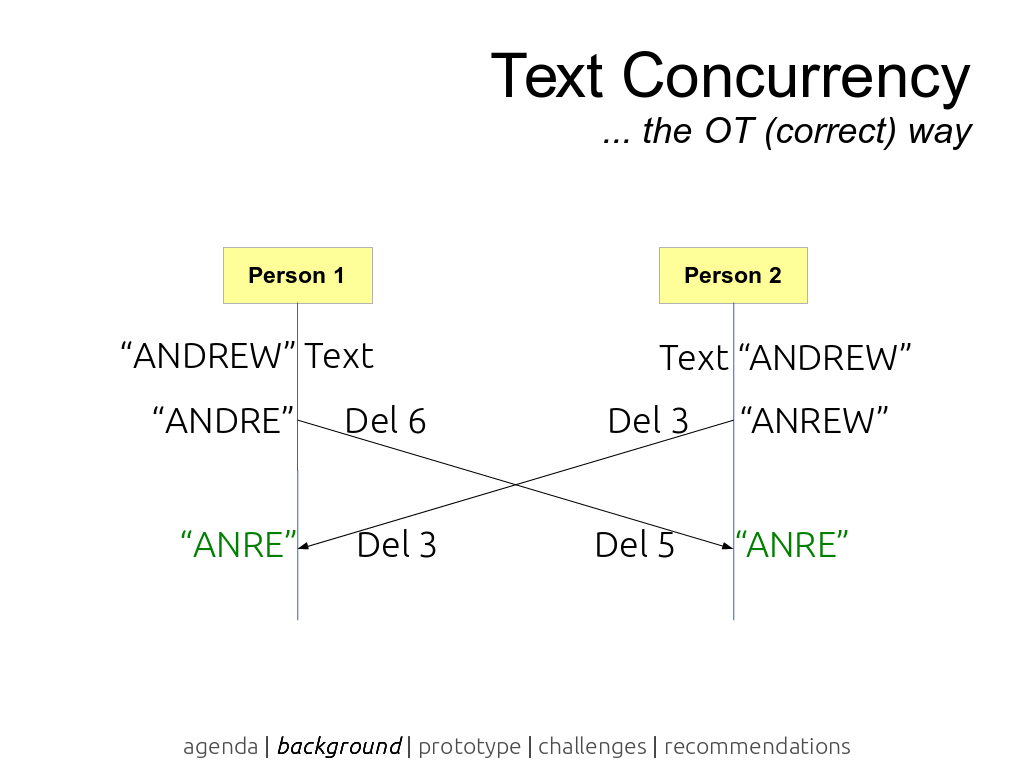 Text Concurrency
... the OT (correct) way
Person 1
Person 2
“ANDREW” Text
Text “ANDREW”
“ANDRE” Del 6
Del 3 “ANREW”
“ANRE” Del 3
Del 5 “ANRE”
agenda | background | prototype | challenges | recommendations